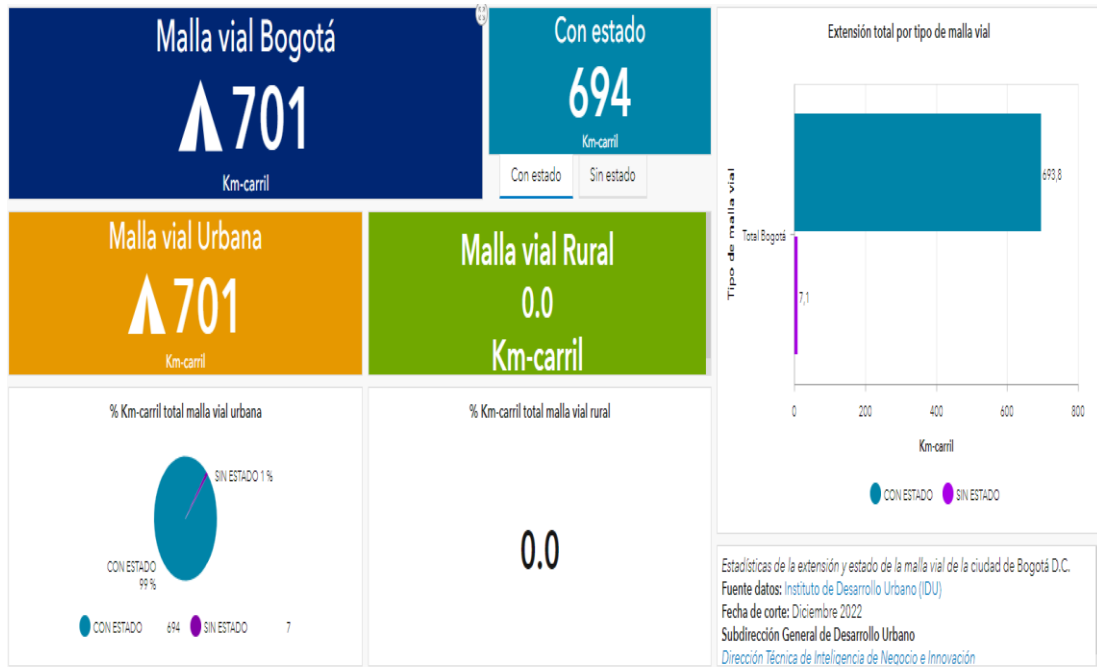 Malla vial Bogotá
701
Km-carril
Con estado
694
Km-carril
Con estado
Sin estado
Malla vial Urbana
701
Km-carril
Malla vial Rural
0.0
Km-carril
% Km-carril total malla vial urbana
SIN ESTADO 1 %
CON ESTADO
99 %
CON ESTADO 694 SIN ESTADO 7
% Km-carril total malla vial rural
0.0
Extensión total por tipo de malla vial
Tipo de malla vial
Total Bogotá
693,8
7,1
0 200 400 600 800
Km-carril
CON ESTADO SIN ESTADO
Estadísticas de la extensión y estado de la malla vial de la ciudad de Bogotá D.C.
Fuente datos: Instituto de Desarrollo Urbano (IDU)
Fecha de corte: Diciembre 2022
Subdirección General de Desarrollo Urbano
Dirección Técnica de Inteligencia de Negocio e Innovación